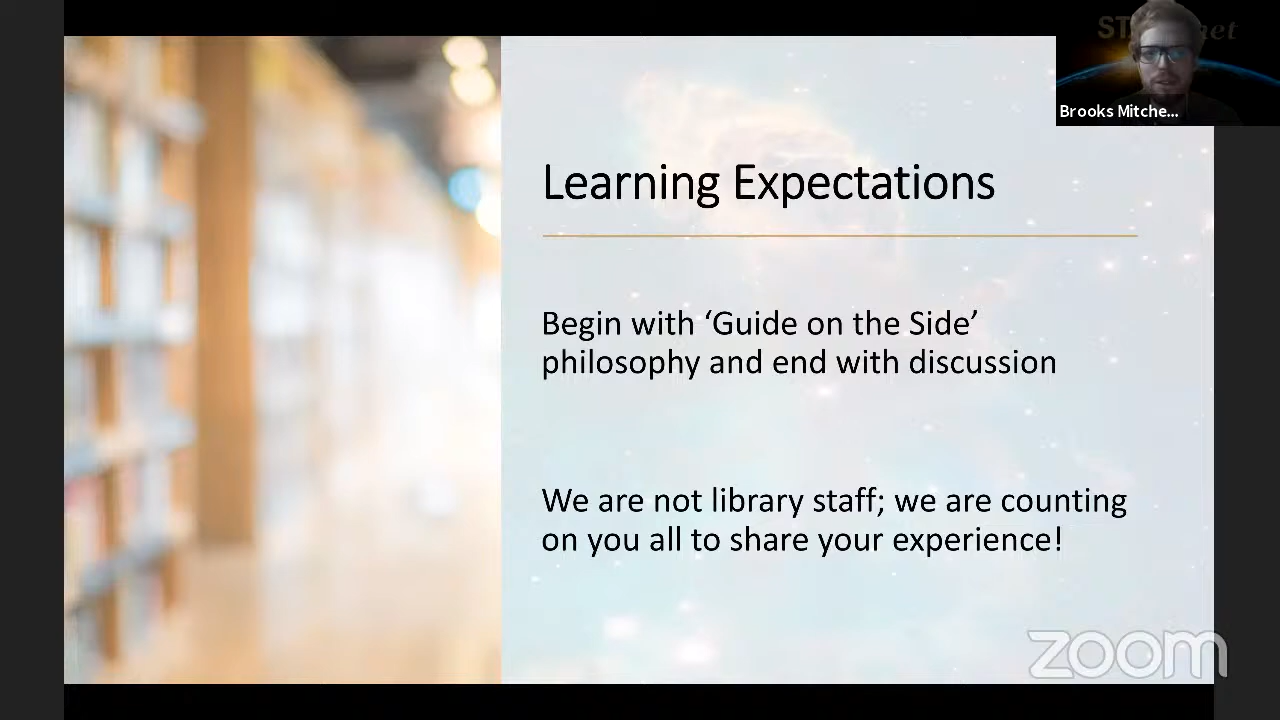 Brooks Mitche...
Learning Expectations
Begin with ‘Guide on the Side’
philosophy and end with discussion
We are not library staff; we are counting
on you all to share your experience!
zoom